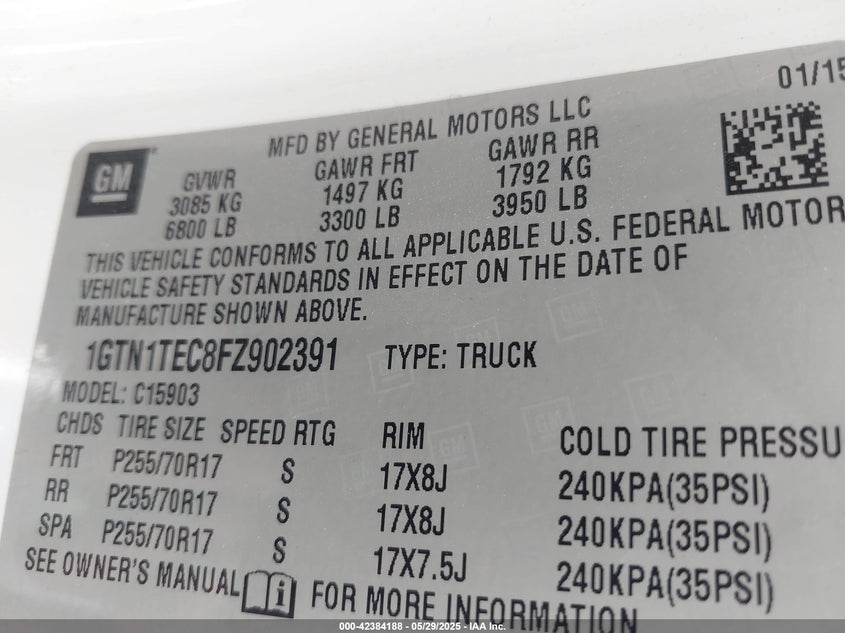 01/15
MFD BY GENERAL MOTORS LLC
GM
GVWR GAWR FRT GAWR RR
3085 KG 1497 KG 1792 KG
6800 LB 3300 LB 3950 LB
THIS VEHICLE CONFORMS TO ALL APPLICABLE U.S. FEDERAL MOTOR
VEHICLE SAFETY STANDARDS IN EFFECT ON THE DATE OF
MANUFACTURE SHOWN ABOVE.
1GTN1TEC8FZ902391 TYPE: TRUCK
MODEL: C15903
CHDS TIRE SIZE SPEED RTG RIM COLD TIRE PRESSU
FRT P255/70R17 S 17X8J 240KPA(35PSI)
RR P255/70R17 S 17X8J 240KPA(35PSI)
SPA P255/70R17 S 17X7.5J 240KPA(35PSI)
SEE OWNER'S MANUAL i FOR MORE INFORMATION
000-42384188 - 05/29/2025 - IAA Inc.